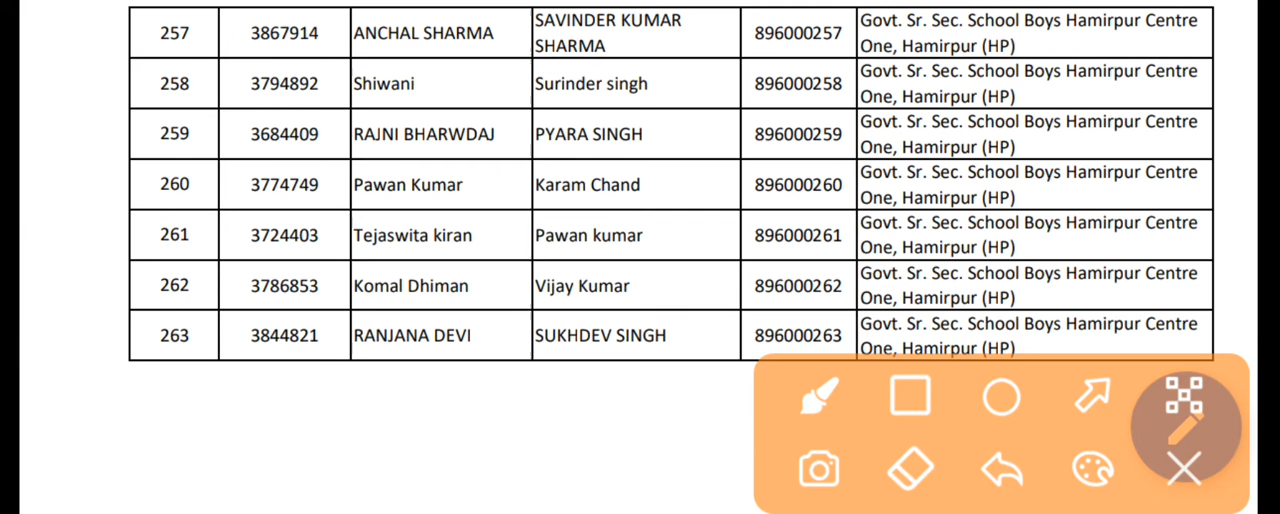 257 3867914 ANCHAL SHARMA SAVINDER KUMAR SHARMA 896000257 Govt. Sr. Sec. School Boys Hamirpur Centre One, Hamirpur (HP)
258 3794892 Shiwani Surinder singh 896000258 Govt. Sr. Sec. School Boys Hamirpur Centre One, Hamirpur (HP)
259 3684409 RAJNI BHARWDAJ PYARA SINGH 896000259 Govt. Sr. Sec. School Boys Hamirpur Centre One, Hamirpur (HP)
260 3774749 Pawan Kumar Karam Chand 896000260 Govt. Sr. Sec. School Boys Hamirpur Centre One, Hamirpur (HP)
261 3724403 Tejaswita kiran Pawan kumar 896000261 Govt. Sr. Sec. School Boys Hamirpur Centre One, Hamirpur (HP)
262 3786853 Komal Dhiman Vijay Kumar 896000262 Govt. Sr. Sec. School Boys Hamirpur Centre One, Hamirpur (HP)
263 3844821 RANJANA DEVI SUKHDEV SINGH 896000263 Govt. Sr. Sec. School Boys Hamirpur Centre One, Hamirpur (HP)